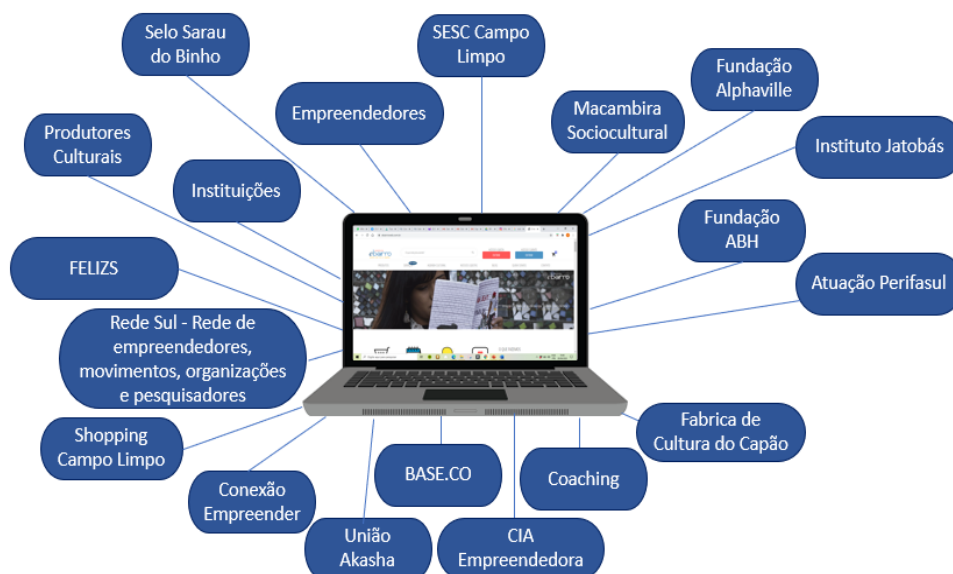 Selo Sarau
do Binho
SESC Campo
Limpo
Fundação
Alphaville
Empreendedores
Macambira
Sociocultural
Produtores
Culturais
Instituto Jatobás
Instituições
Fundação
ABH
FELIZS
Atuação Perifasul
Rede Sul - Rede de
empreendedores,
movimentos, organizações
e pesquisadores
Shopping
Campo Limpo
Fabrica de
Cultura do Capão
BASE.CO
Coaching
Conexão
Empreender
União
Akasha
CIA
Empreendedora